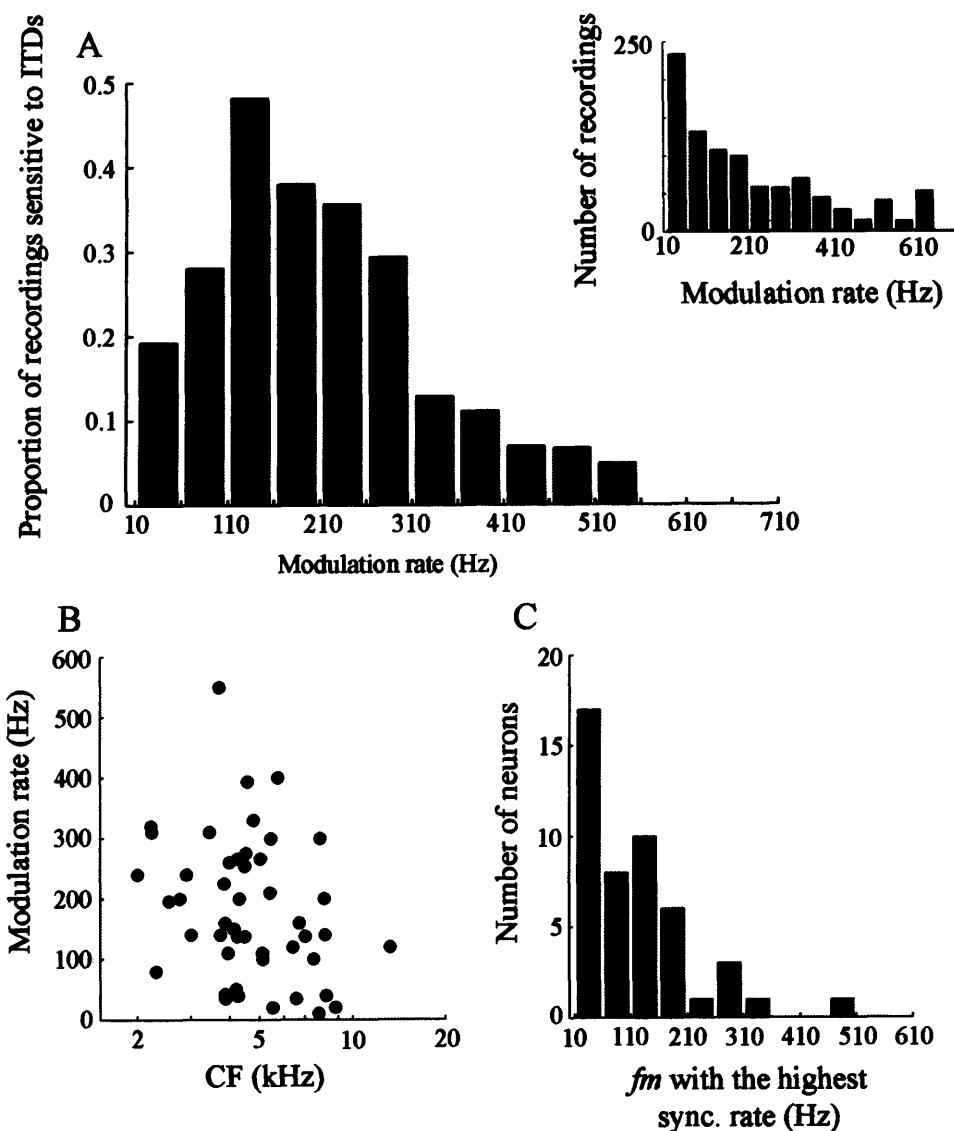 A
Proportion of recordings sensitive to ITDs
0.5
0.4
0.3
0.2
0.1
0
10 110 210 310 410 510 610 710
Modulation rate (Hz)
Number of recordings
250
0
10 210 410 610
Modulation rate (Hz)
B
Modulation rate (Hz)
600
500
400
300
200
100
0
2 5 10 20
CF (kHz)
C
Number of neurons
20
15
10
5
0
10 110 210 310 410 510 610
fm with the highest
sync. rate (Hz)